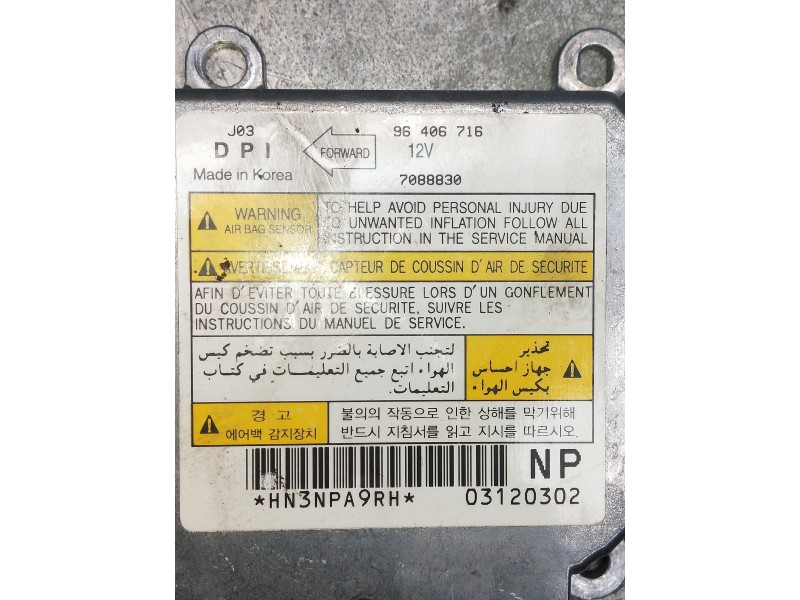 J03
96 406 716
DPI
FORWARD
12V
Made in Korea
7088830
WARNING
AIR BAG SENSOR
TO HELP AVOID PERSONAL INJURY DUE
TO UNWANTED INFLATION FOLLOW ALL
INSTRUCTION IN THE SERVICE MANUAL
CAPTEUR DE COUSSIN D'AIR DE SECURITE
AFIN D'EVITER TOUTE BLESSURE LORS D'UN GONFLEMENT
DU COUSSIN D'AIR DE SECURITE, SUIVRE LES
INSTRUCTIONS DU MANUEL DE SERVICE.
تحذير
جهاز احساس
بكيس الهواء
لتجنب الاصابة بالضرر بسبب تضخم كيس
الهواء اتبع جميع التعليمات في كتاب
التعليمات.
경 고
에어백 감지장치
불의의 작동으로 인한 상해를 막기위해
반드시 지침서를 읽고 지시를 따르시오.
NP
*HN3NPA9RH*
03120302